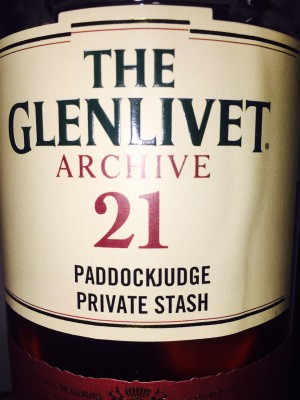 THE
GLENLIVET.
ARCHIVE
21
PADDOCKJUDGE
PRIVATE STASH